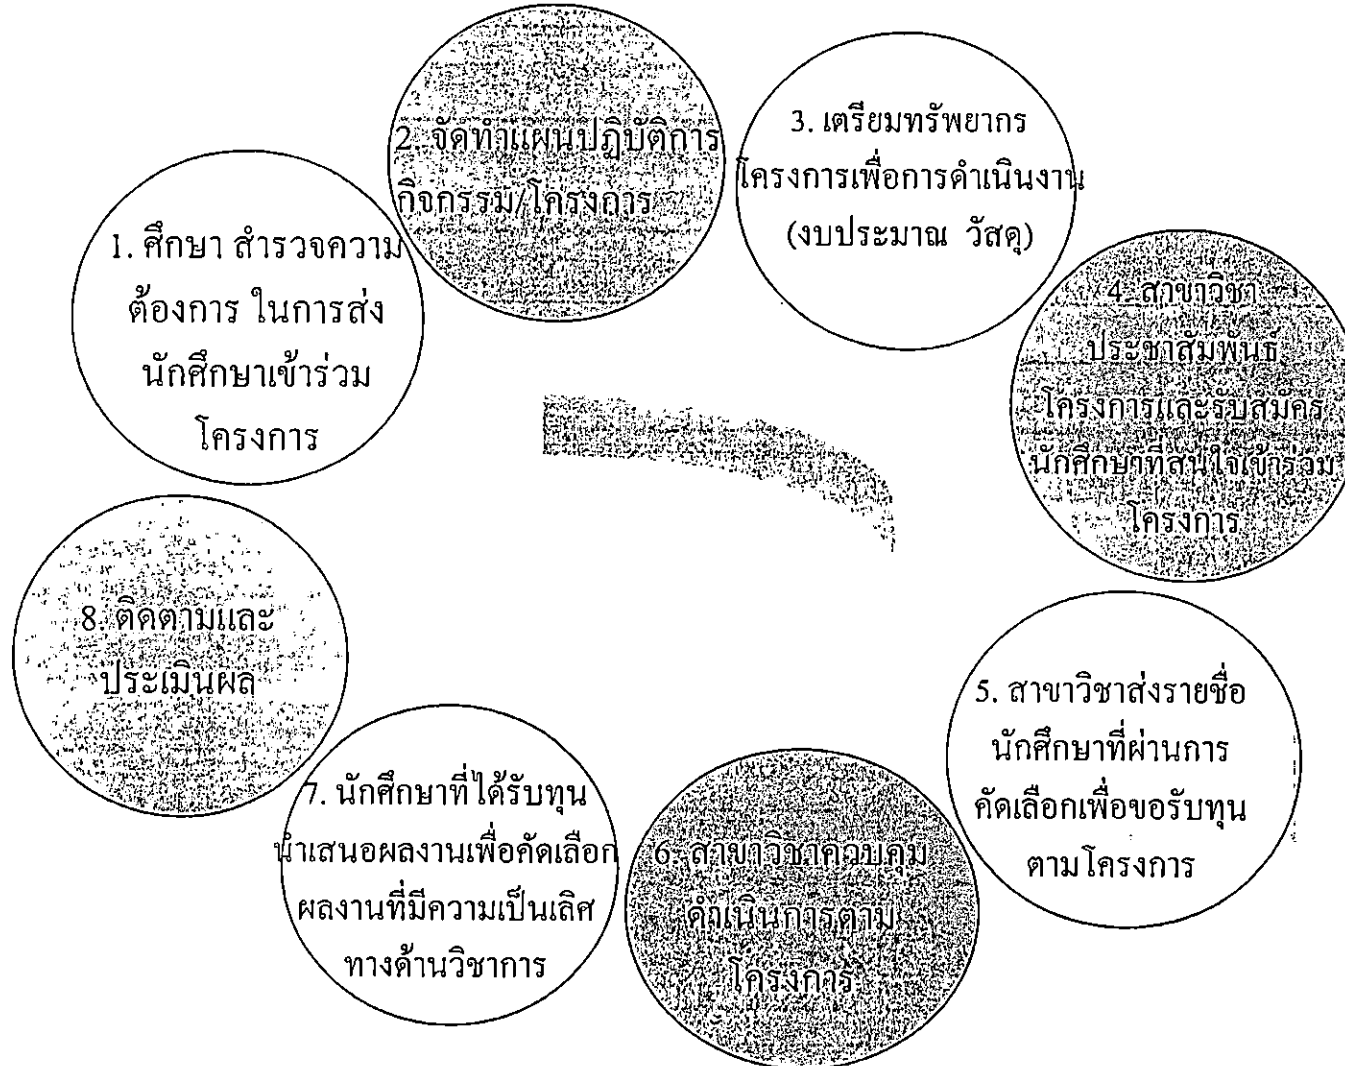 1. ศึกษา สำรวจความ
ต้องการ ในการส่ง
นักศึกษาเข้าร่วม
โครงการ
2. จัดทำแผนปฏิบัติการ
กิจกรรม/โครงการ
3. เตรียมทรัพยากร
โครงการเพื่อการดำเนินงาน
(งบประมาณ วัสดุ)
4. สาขาวิชา
ประชาสัมพันธ์
โครงการและรับสมัคร
นักศึกษาที่สนใจเข้าร่วม
โครงการ
5. สาขาวิชาส่งรายชื่อ
นักศึกษาที่ผ่านการ
คัดเลือกเพื่อขอรับทุน
ตามโครงการ
6. สาขาวิชาควบคุม
ดำเนินการตาม
โครงการ
7. นักศึกษาที่ได้รับทุน
นำเสนอผลงานเพื่อคัดเลือก
ผลงานที่มีความเป็นเลิศ
ทางด้านวิชาการ
8. ติดตามและ
ประเมินผล